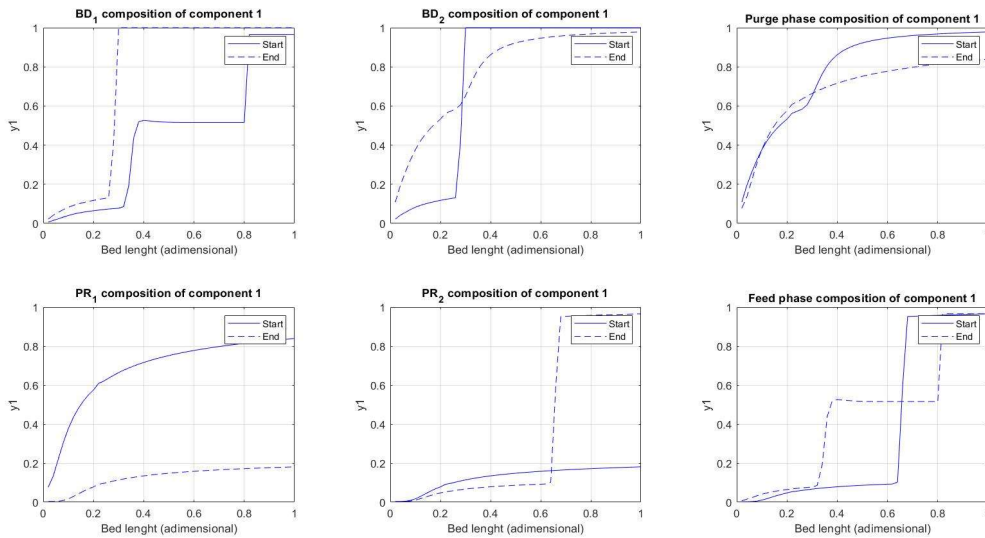 BD1 composition of component 1
1
0.8
0.6
0.4
0.2
0
y1
Start
End
0 0.2 0.4 0.6 0.8 1
Bed lenght (adimensional)
BD2 composition of component 1
1
0.8
0.6
0.4
0.2
0
y1
Start
End
0 0.2 0.4 0.6 0.8 1
Bed lenght (adimensional)
Purge phase composition of component 1
1
0.8
0.6
0.4
0.2
0
y1
Start
End
0 0.2 0.4 0.6 0.8 1
Bed lenght (adimensional)
PR1 composition of component 1
1
0.8
0.6
0.4
0.2
0
y1
Start
End
0 0.2 0.4 0.6 0.8 1
Bed lenght (adimensional)
PR2 composition of component 1
1
0.8
0.6
0.4
0.2
0
y1
Start
End
0 0.2 0.4 0.6 0.8 1
Bed lenght (adimensional)
Feed phase composition of component 1
1
0.8
0.6
0.4
0.2
0
y1
Start
End
0 0.2 0.4 0.6 0.8 1
Bed lenght (adimensional)